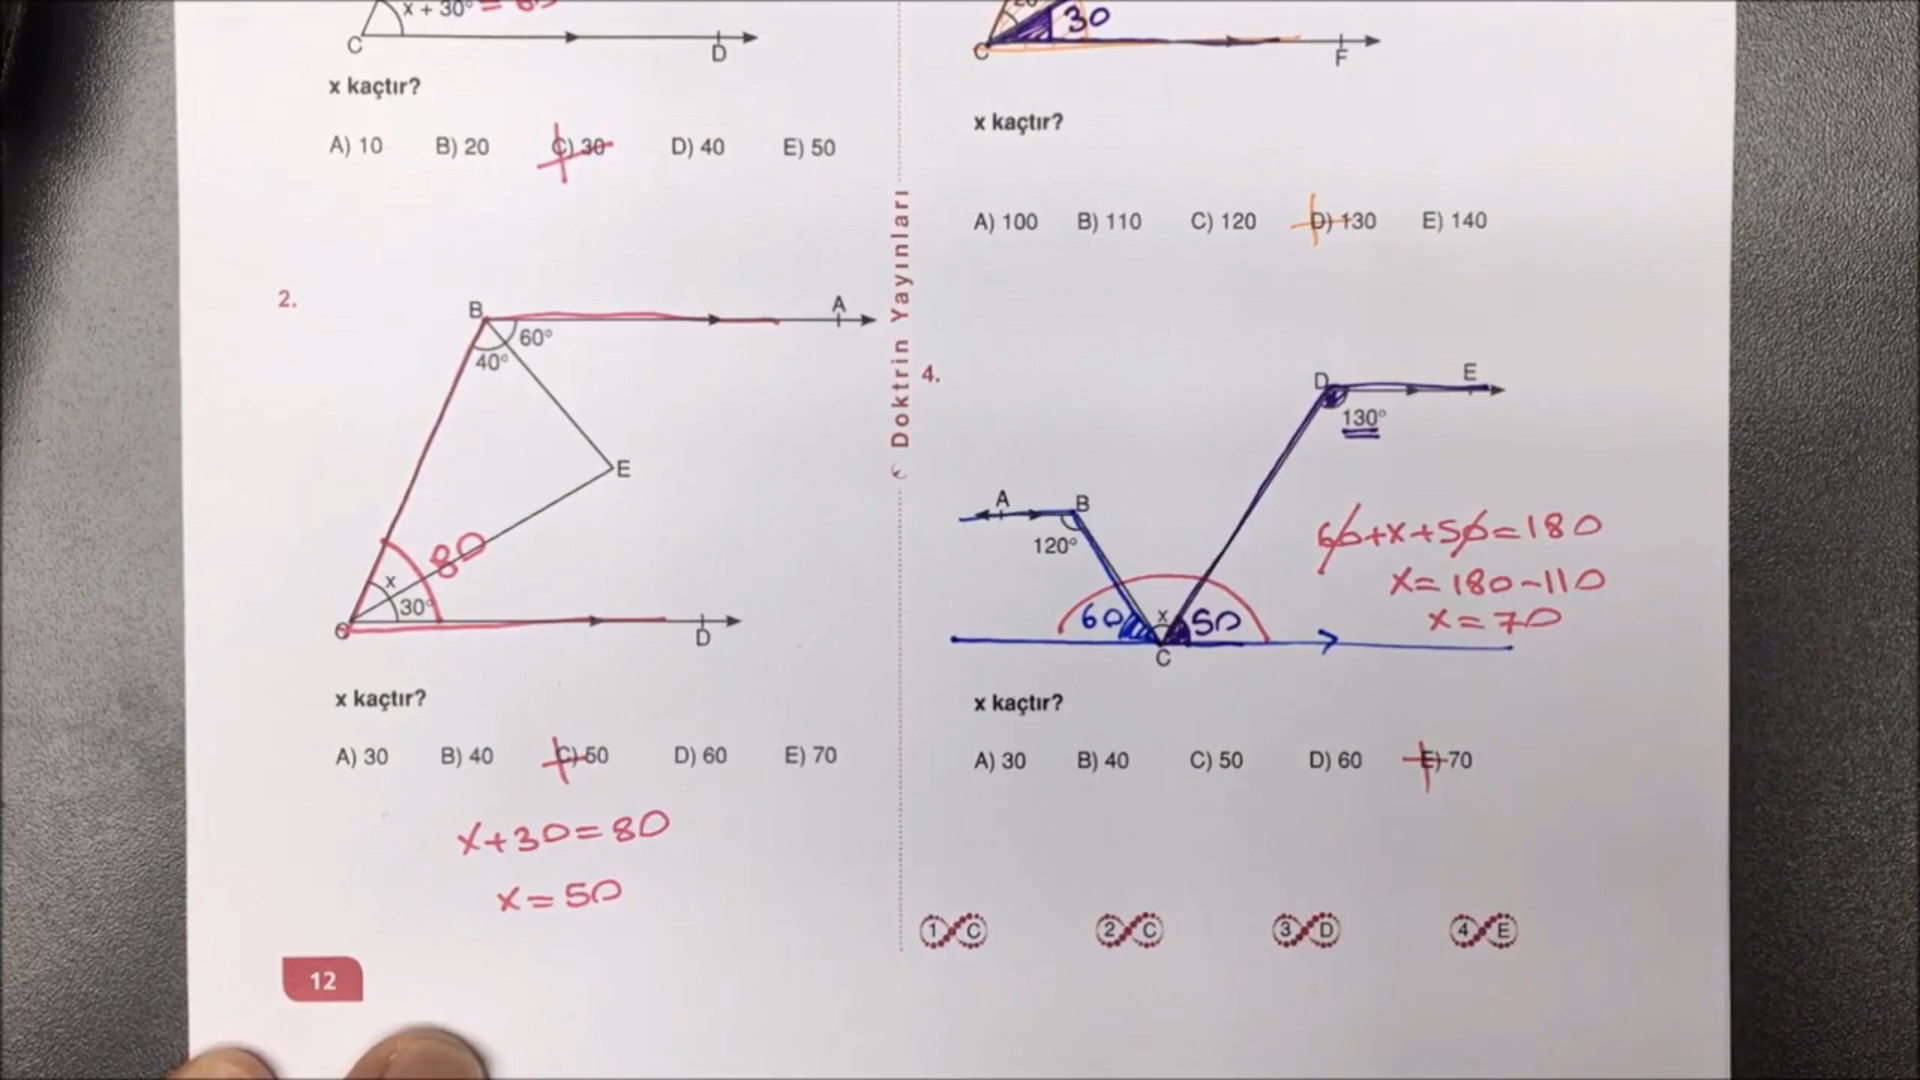 x + 30°
C
D
x kaçtır?
A) 10 B) 20 C) 30 D) 40 E) 50
2.
B
A
60°
40°
E
80
x
30°
D
x kaçtır?
A) 30 B) 40 C) 50 D) 60 E) 70
x+30=80
x=50
12
Doktrin Yayınları
30
C
F
x kaçtır?
A) 100 B) 110 C) 120 D) 130 E) 140
4.
D
E
130°
A
B
120°
60
x
50
C
60+x+50=180
x=180-110
x=70
x kaçtır?
A) 30 B) 40 C) 50 D) 60 E) 70
1 C 2 C 3 D 4 E